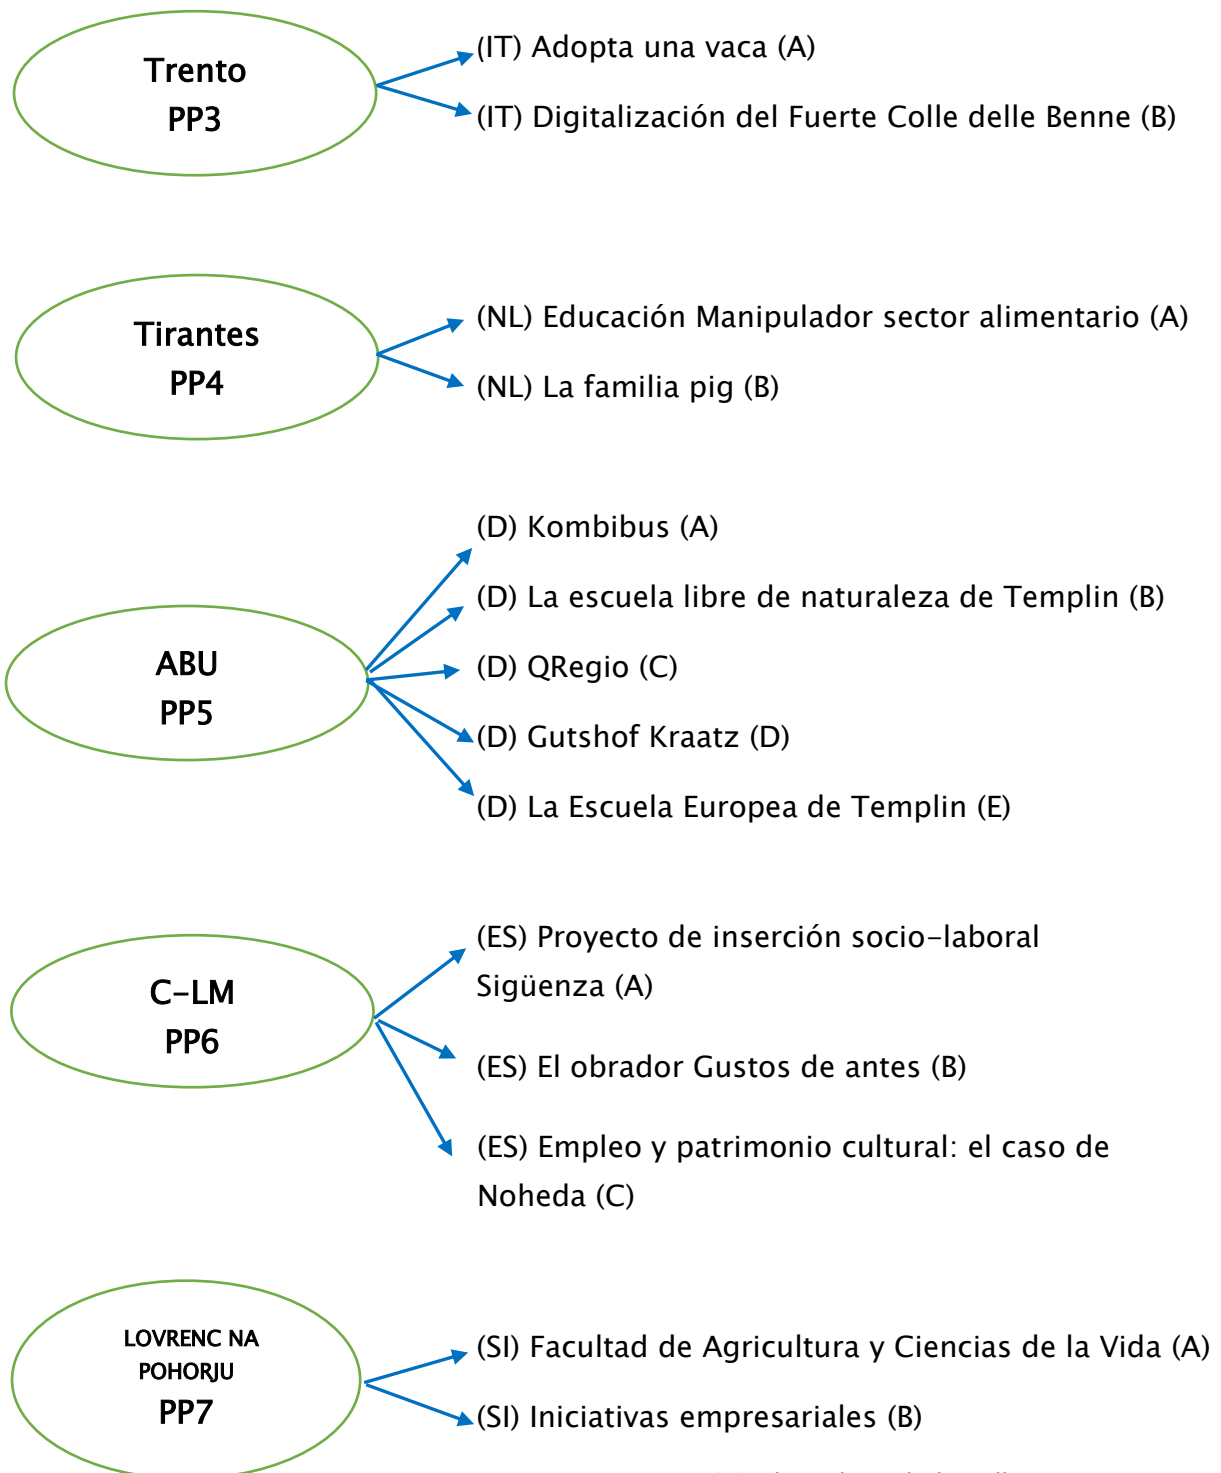 Trento
PP3
(IT) Adopta una vaca (A)
(IT) Digitalización del Fuerte Colle delle Benne (B)
Tirantes
PP4
(NL) Educación Manipulador sector alimentario (A)
(NL) La familia pig (B)
ABU
PP5
(D) Kombibus (A)
(D) La escuela libre de naturaleza de Templin (B)
(D) QRegio (C)
(D) Gutshof Kraatz (D)
(D) La Escuela Europea de Templin (E)
C-LM
PP6
(ES) Proyecto de inserción socio-laboral
Sigüenza (A)
(ES) El obrador Gustos de antes (B)
(ES) Empleo y patrimonio cultural: el caso de
Noheda (C)
LOVRENC NA
POHORJU
PP7
(SI) Facultad de Agricultura y Ciencias de la Vida (A)
(SI) Iniciativas empresariales (B)